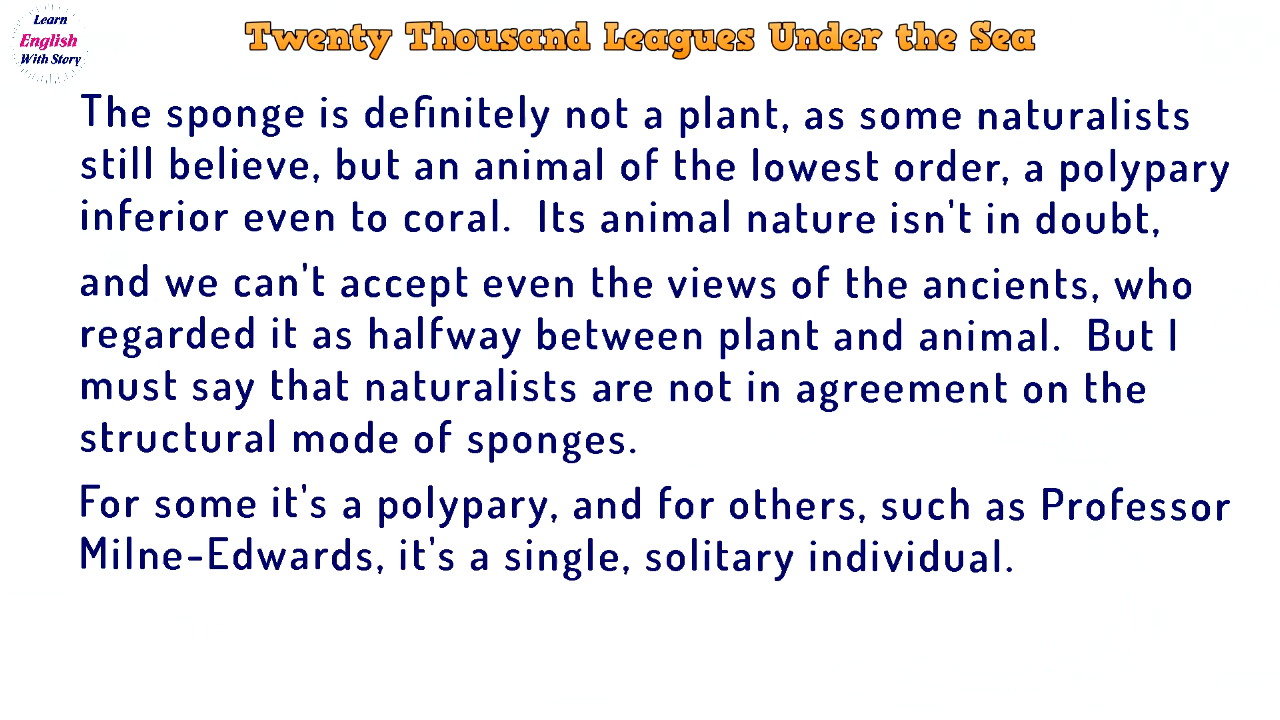 Learn
English
With Story
Twenty Thousand Leagues Under the Sea
The sponge is definitely not a plant, as some naturalists
still believe, but an animal of the lowest order, a polypary
inferior even to coral.  Its animal nature isn't in doubt,
and we can't accept even the views of the ancients, who
regarded it as halfway between plant and animal.  But I
must say that naturalists are not in agreement on the
structural mode of sponges.
For some it's a polypary, and for others, such as Professor
Milne-Edwards, it's a single, solitary individual.